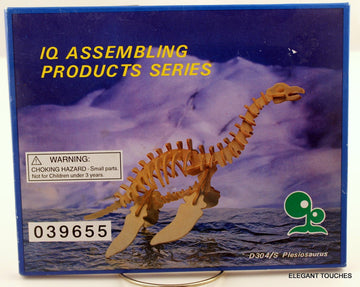 IQ ASSEMBLING
PRODUCTS SERIES
WARNING:
CHOKING HAZARD - Small parts,
Not for Children under 3 years.
039655
D304/S Plesiosaurus
ELEGANT TOUCHES